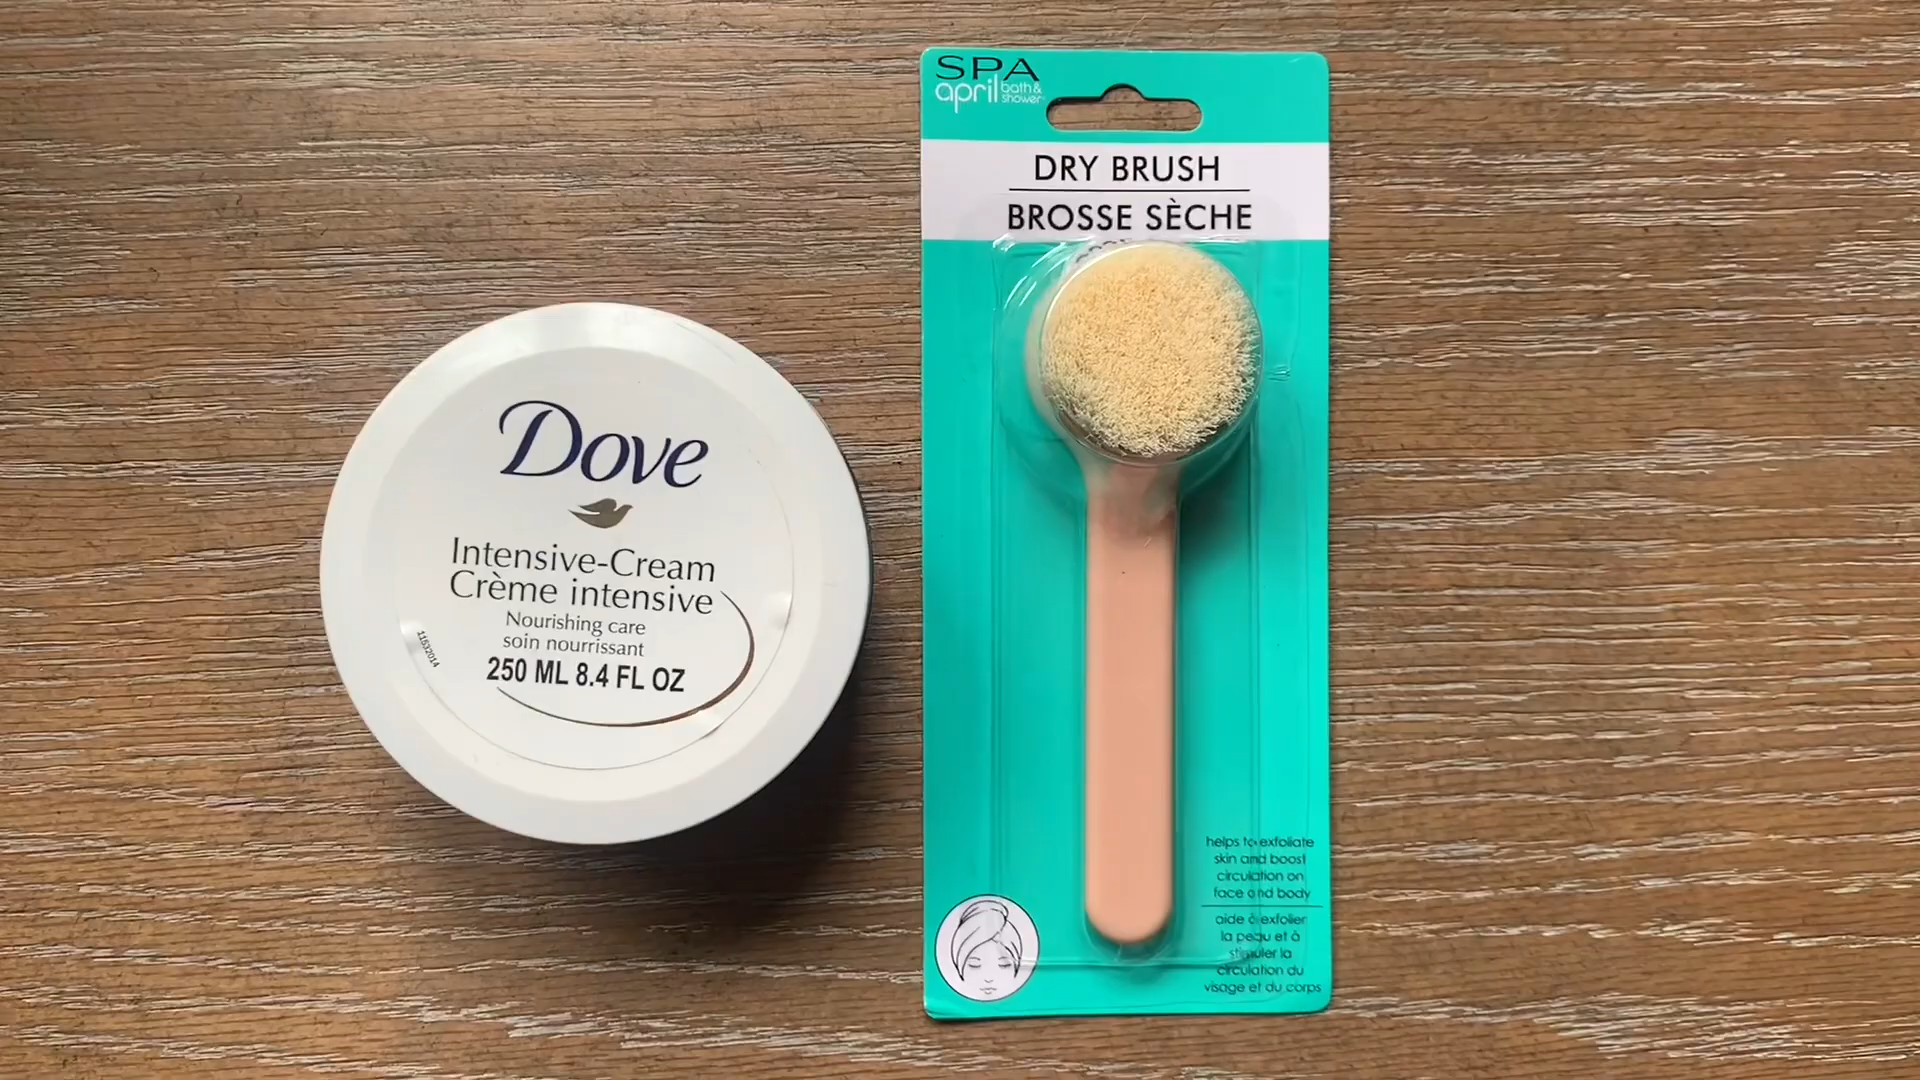 Dove
Intensive-Cream
Crème intensive
Nourishing care
soin nourrissant
250 ML 8.4 FL OZ
11532014
SPA
april bath &
shower
DRY BRUSH
BROSSE SÈCHE
helps to exfoliate
skin and boost
circulation on
face and body
aide à exfolier
la peau et à
stimuler la
circulation du
visage et du corps